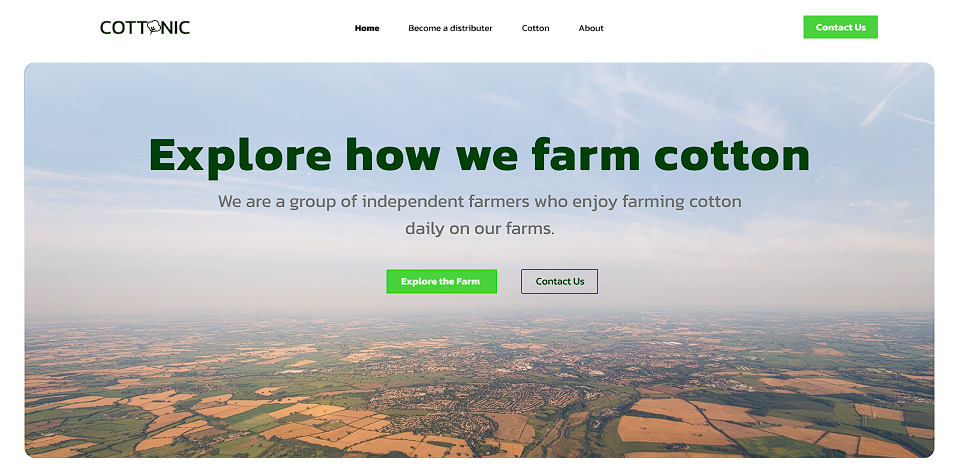 COTTONIC
Home Become a distributer Cotton About
Contact Us
Explore how we farm cotton
We are a group of independent farmers who enjoy farming cotton
daily on our farms.
Explore the Farm
Contact Us